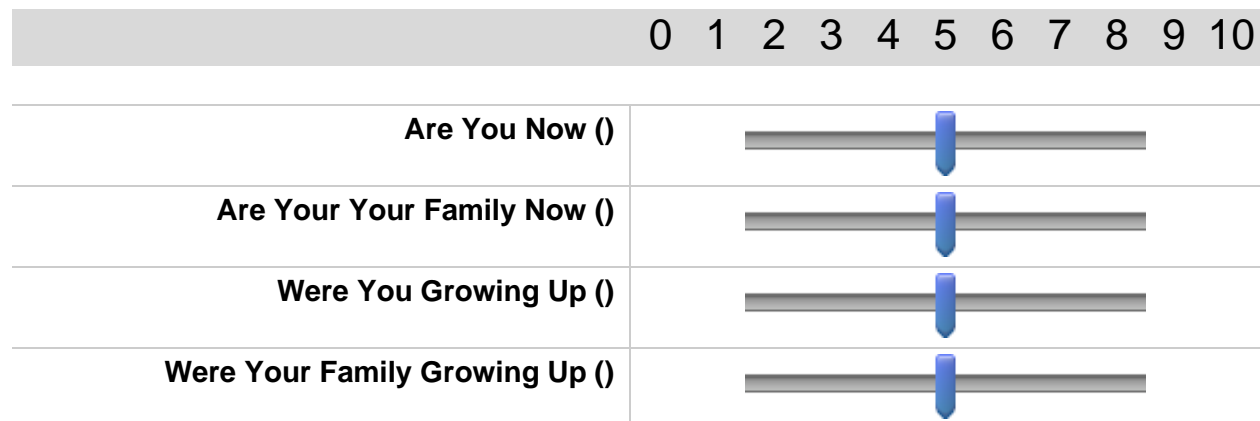 0 1 2 3 4 5 6 7 8 9 10
Are You Now ()
Are Your Your Family Now ()
Were You Growing Up ()
Were Your Family Growing Up ()